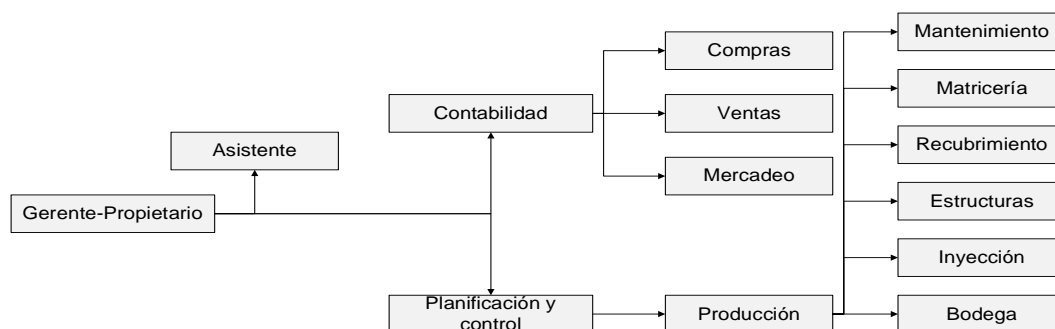 Gerente-Propietario
Asistente
Contabilidad
Planificación y
control
Compras
Ventas
Mercadeo
Producción
Mantenimiento
Matricería
Recubrimiento
Estructuras
Inyección
Bodega